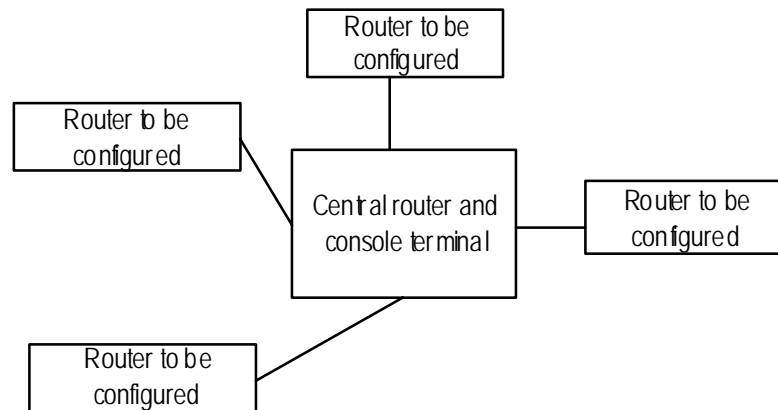 Router to be
configured
Router to be
configured
Central router and
console terminal
Router to be
configured
Router to be
configured